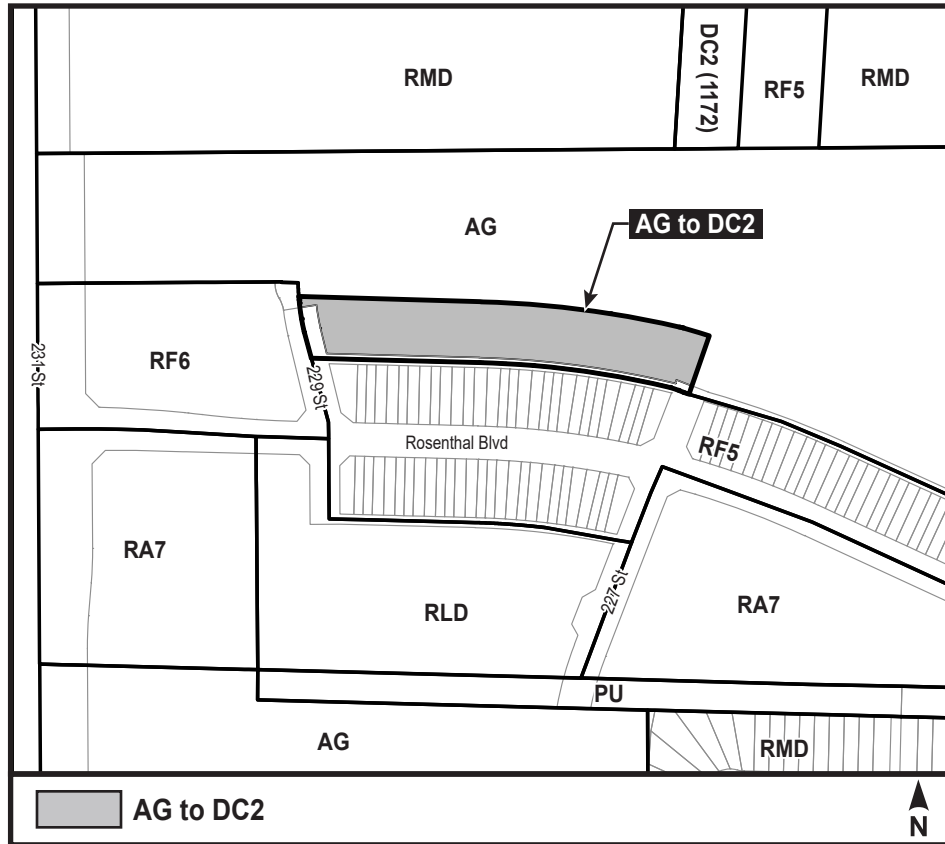 RMD
DC2 (1172)
RF5
RMD
AG
AG to DC2
RF6
231 St
229 St
Rosenthal Blvd
RF5
RA7
RLD
227 St
RA7
PU
AG
RMD
AG to DC2
N